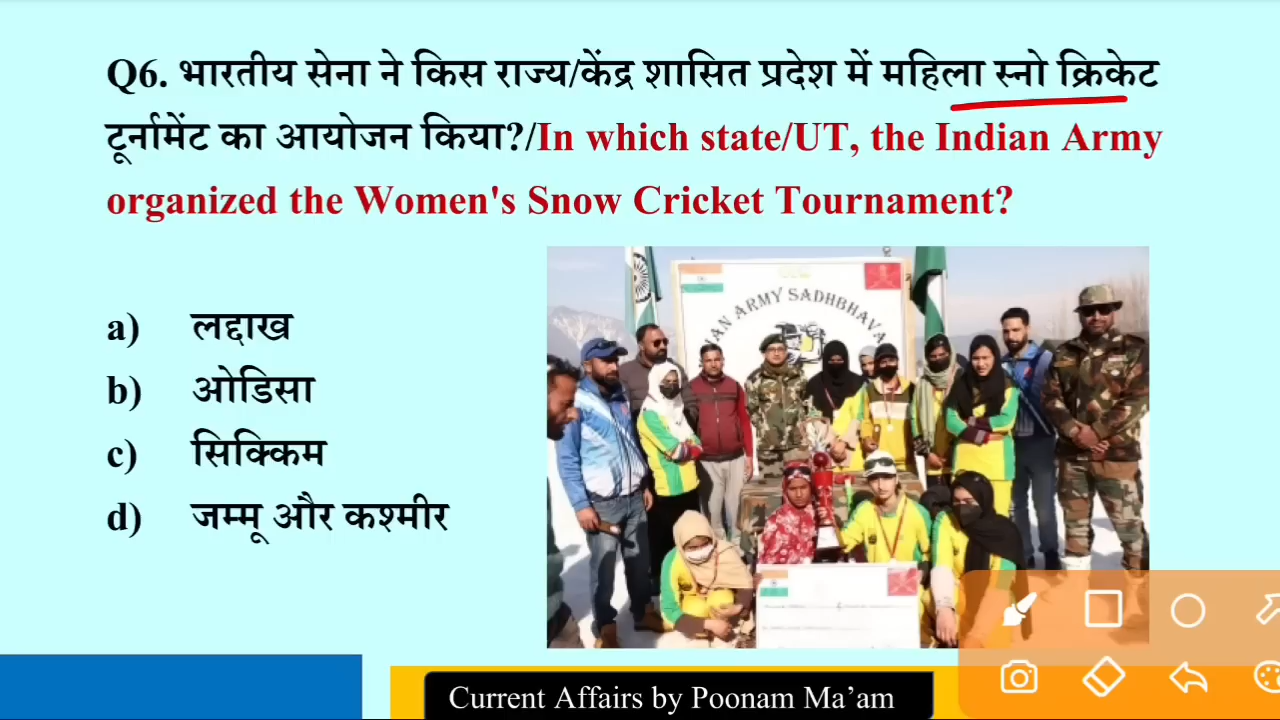 Q6. भारतीय सेना ने किस राज्य/केंद्र शासित प्रदेश में महिला स्नो क्रिकेट
टूर्नामेंट का आयोजन किया?/In which state/UT, the Indian Army
organized the Women's Snow Cricket Tournament?
a) लद्दाख
b) ओडिसा
c) सिक्किम
d) जम्मू और कश्मीर
ARMY SADHBHAVA
Current Affairs by Poonam Ma’am